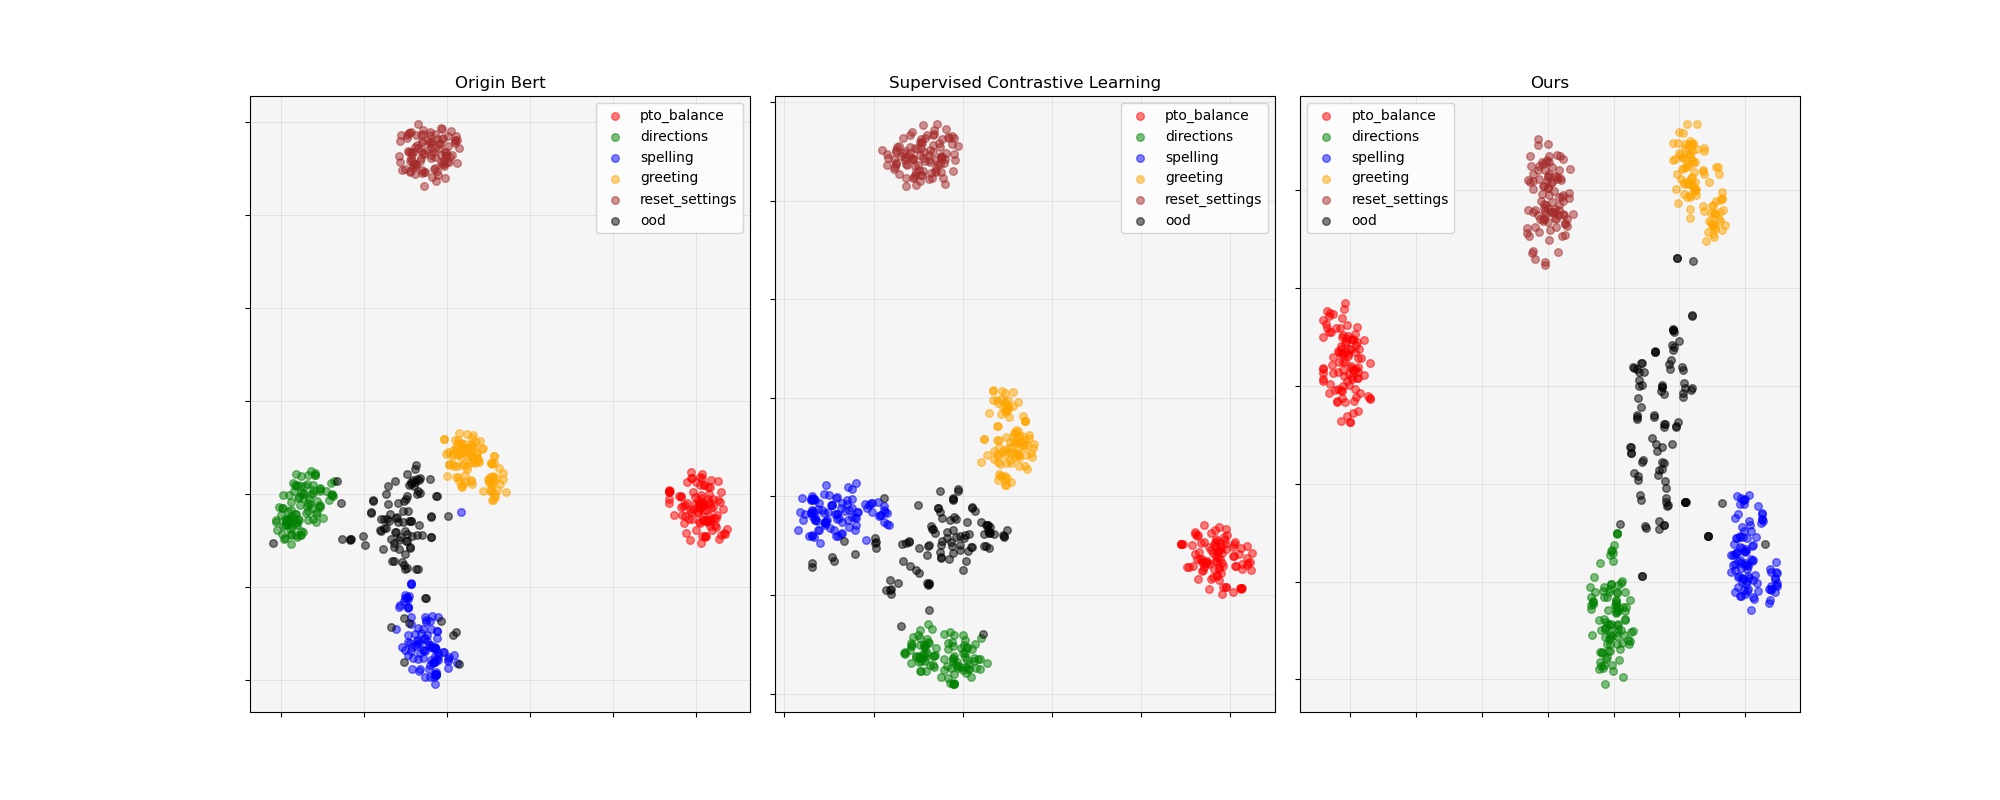 Origin Bert
pto_balance
directions
spelling
greeting
reset_settings
ood
Supervised Contrastive Learning
pto_balance
directions
spelling
greeting
reset_settings
ood
Ours
pto_balance
directions
spelling
greeting
reset_settings
ood